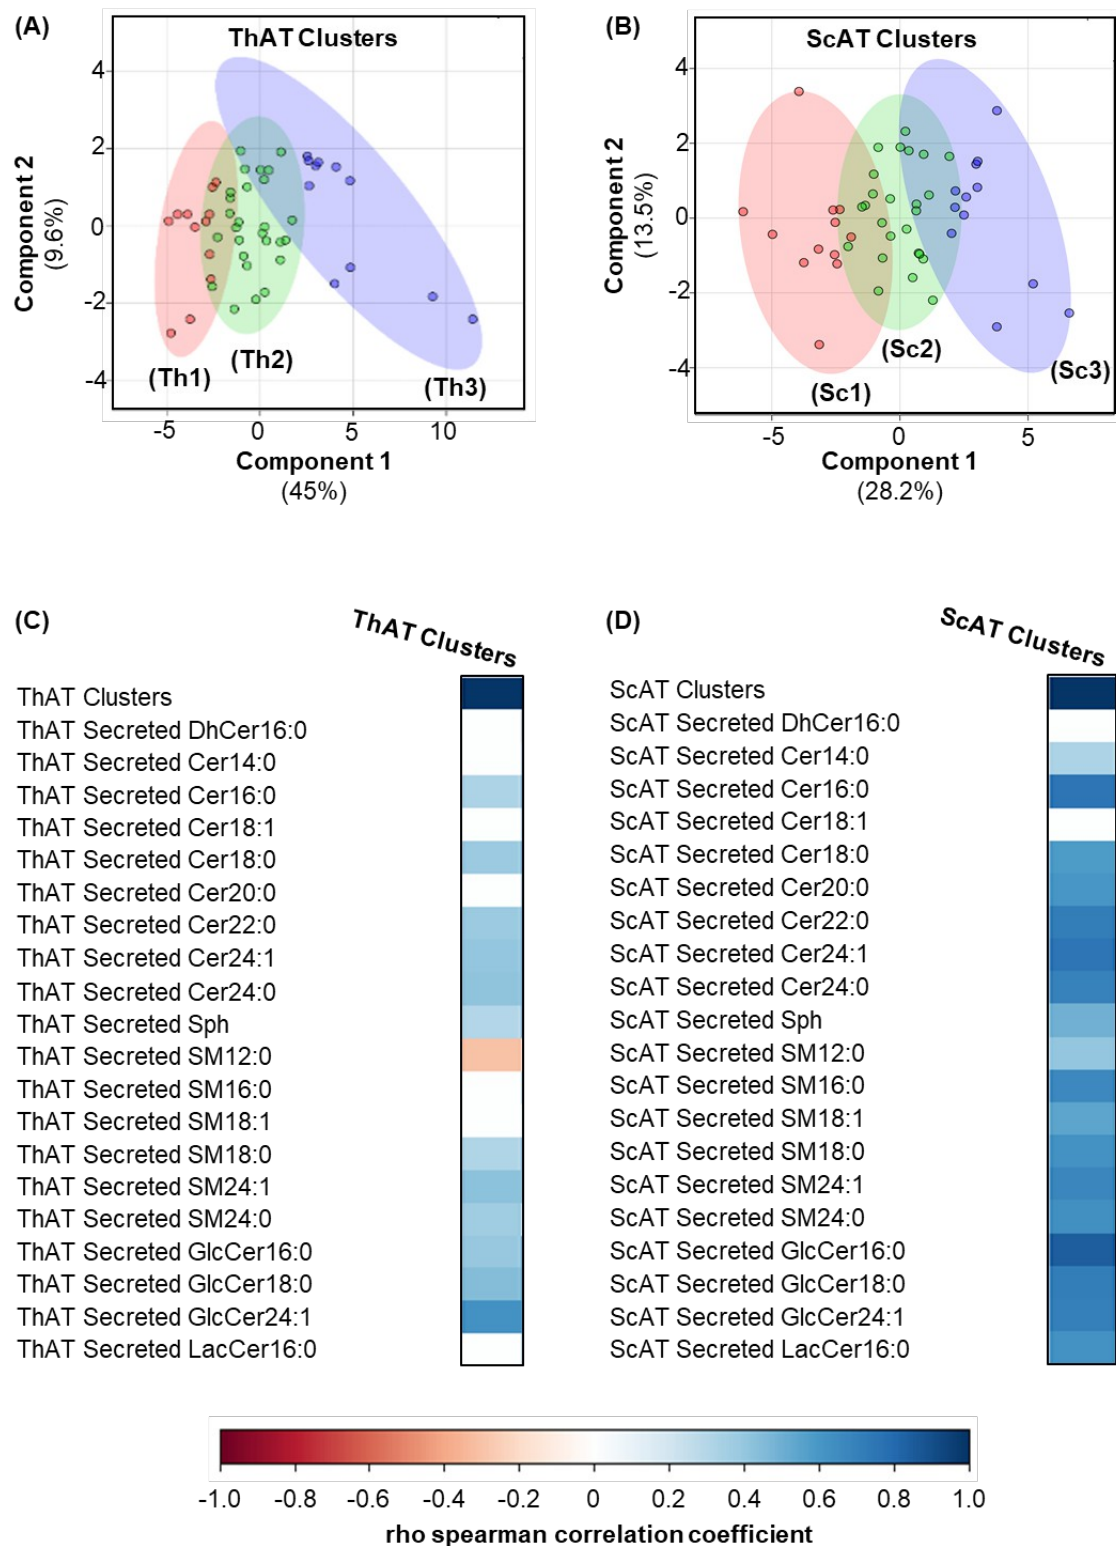 (A)
ThAT Clusters
4
2
0
-2
-4
Component 2
(9.6%)
(Th1)
(Th2)
(Th3)
-5
0
5
10
Component 1
(45%)
(B)
ScAT Clusters
4
2
0
-2
-4
Component 2
(13.5%)
(Sc1)
(Sc2)
(Sc3)
-5
0
5
Component 1
(28.2%)
(C)
ThAT Clusters
ThAT Clusters
ThAT Secreted DhCer16:0
ThAT Secreted Cer14:0
ThAT Secreted Cer16:0
ThAT Secreted Cer18:1
ThAT Secreted Cer18:0
ThAT Secreted Cer20:0
ThAT Secreted Cer22:0
ThAT Secreted Cer24:1
ThAT Secreted Cer24:0
ThAT Secreted Sph
ThAT Secreted SM12:0
ThAT Secreted SM16:0
ThAT Secreted SM18:1
ThAT Secreted SM18:0
ThAT Secreted SM24:1
ThAT Secreted SM24:0
ThAT Secreted GlcCer16:0
ThAT Secreted GlcCer18:0
ThAT Secreted GlcCer24:1
ThAT Secreted LacCer16:0
(D)
ScAT Clusters
ScAT Clusters
ScAT Secreted DhCer16:0
ScAT Secreted Cer14:0
ScAT Secreted Cer16:0
ScAT Secreted Cer18:1
ScAT Secreted Cer18:0
ScAT Secreted Cer20:0
ScAT Secreted Cer22:0
ScAT Secreted Cer24:1
ScAT Secreted Cer24:0
ScAT Secreted Sph
ScAT Secreted SM12:0
ScAT Secreted SM16:0
ScAT Secreted SM18:1
ScAT Secreted SM18:0
ScAT Secreted SM24:1
ScAT Secreted SM24:0
ScAT Secreted GlcCer16:0
ScAT Secreted GlcCer18:0
ScAT Secreted GlcCer24:1
ScAT Secreted LacCer16:0
-1.0 -0.8 -0.6 -0.4 -0.2 0 0.2 0.4 0.6 0.8 1.0
rho spearman correlation coefficient